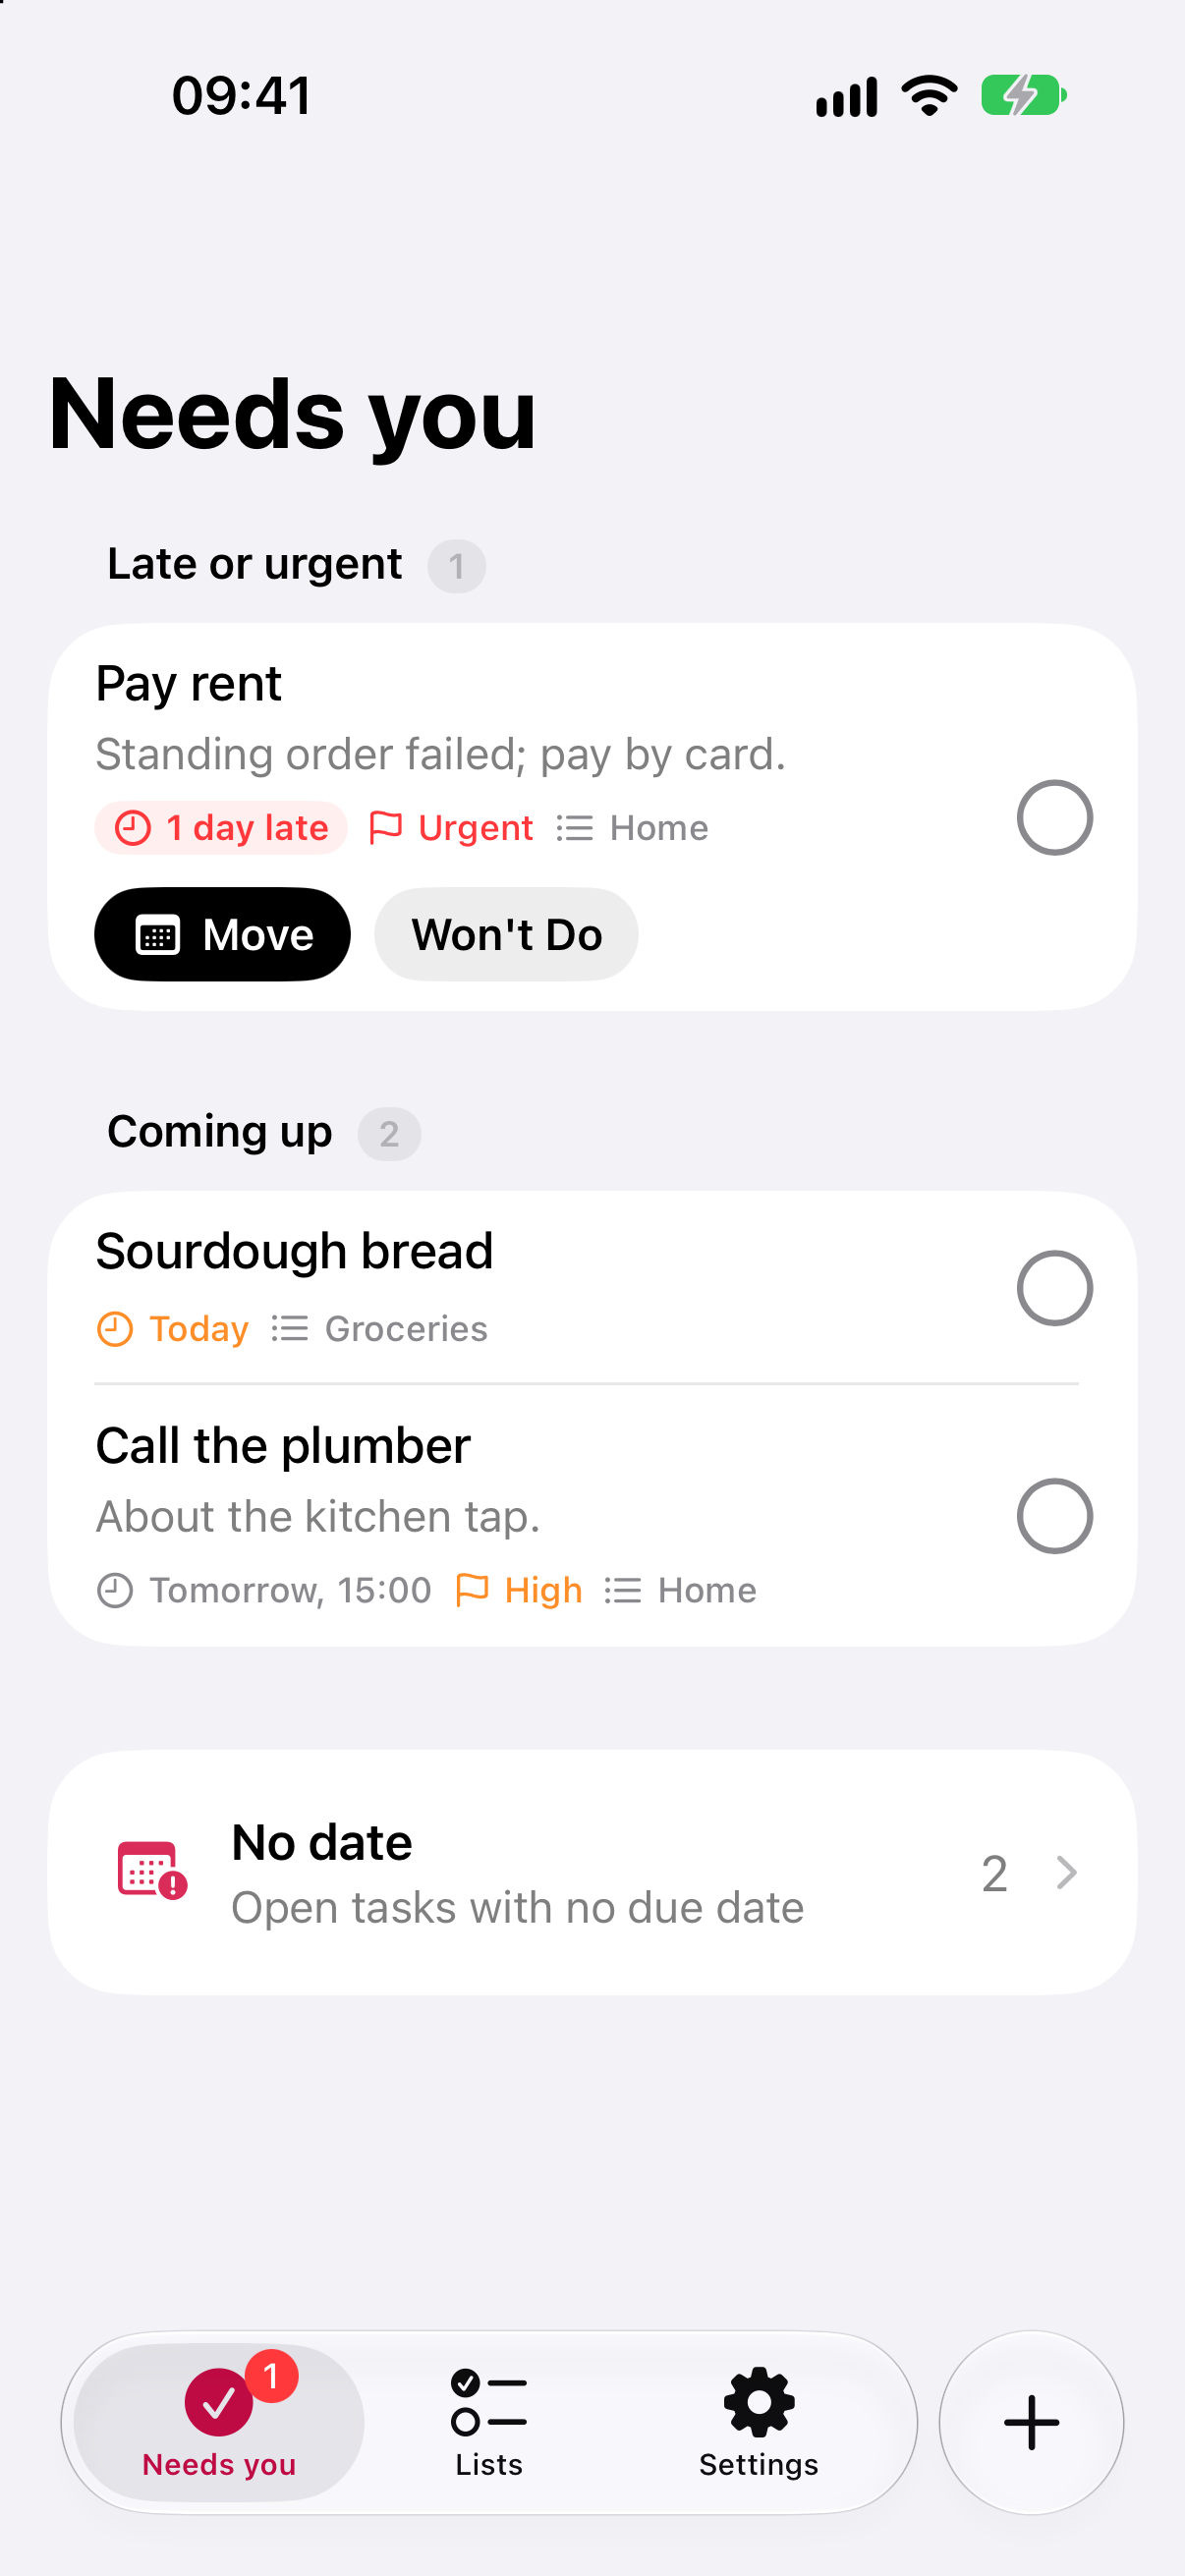 09:41
Needs you
Late or urgent 1
Pay rent
Standing order failed; pay by card.
1 day late Urgent Home
Move Won't Do
Coming up 2
Sourdough bread
Today Groceries
Call the plumber
About the kitchen tap.
Tomorrow, 15:00 High Home
No date
Open tasks with no due date
2
1
Needs you Lists Settings